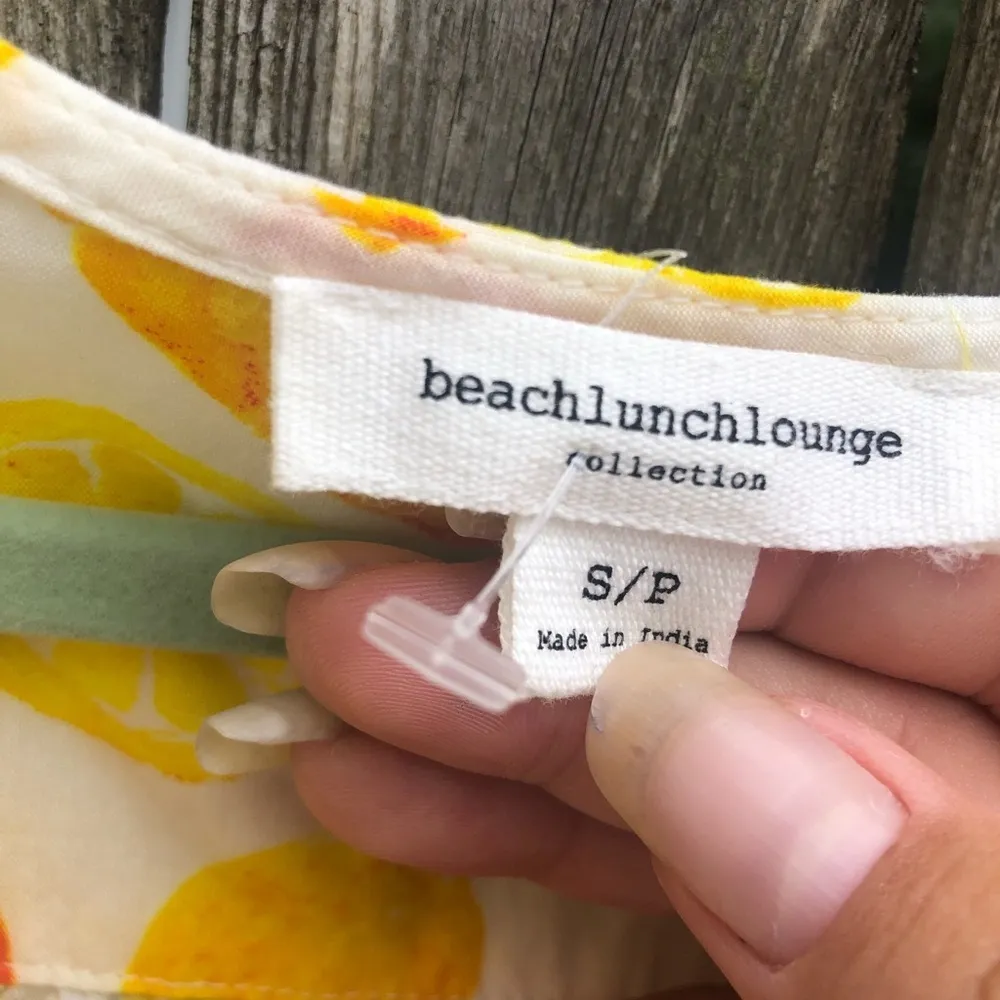 beachlunchlounge
collection
S/P
Made in India